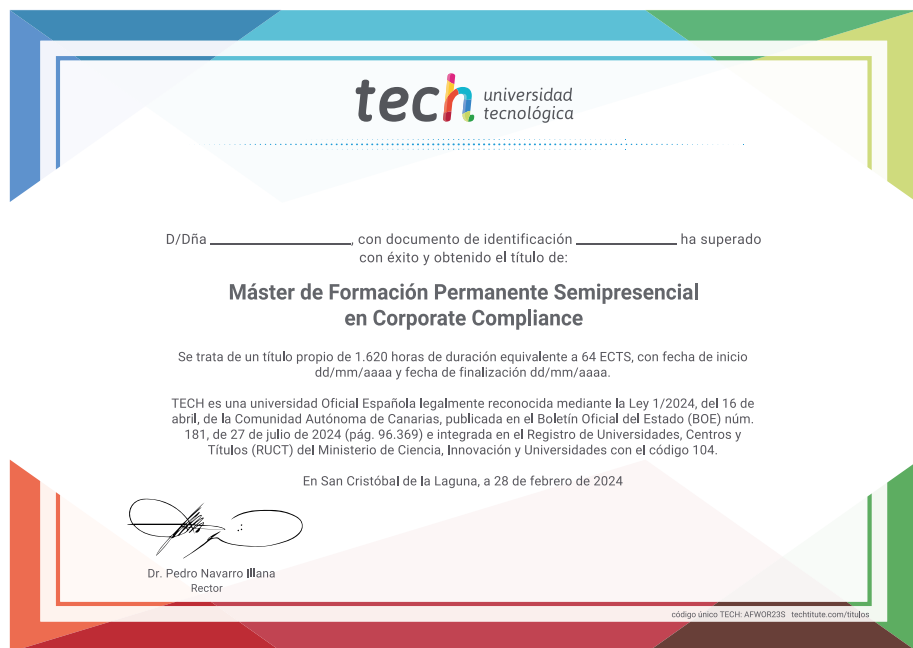 tech universidad
tecnológica
D/Dña ____________________, con documento de identificación ______________ ha superado
con éxito y obtenido el título de:
Máster de Formación Permanente Semipresencial
en Corporate Compliance
Se trata de un título propio de 1.620 horas de duración equivalente a 64 ECTS, con fecha de inicio
dd/mm/aaaa y fecha de finalización dd/mm/aaaa.
TECH es una universidad Oficial Española legalmente reconocida mediante la Ley 1/2024, del 16 de
abril, de la Comunidad Autónoma de Canarias, publicada en el Boletín Oficial del Estado (BOE) núm.
181, de 27 de julio de 2024 (pág. 96.369) e integrada en el Registro de Universidades, Centros y
Títulos (RUCT) del Ministerio de Ciencia, Innovación y Universidades con el código 104.
En San Cristóbal de la Laguna, a 28 de febrero de 2024
Dr. Pedro Navarro Illana
Rector
código único TECH: AFWOR23S techtitute.com/titulos